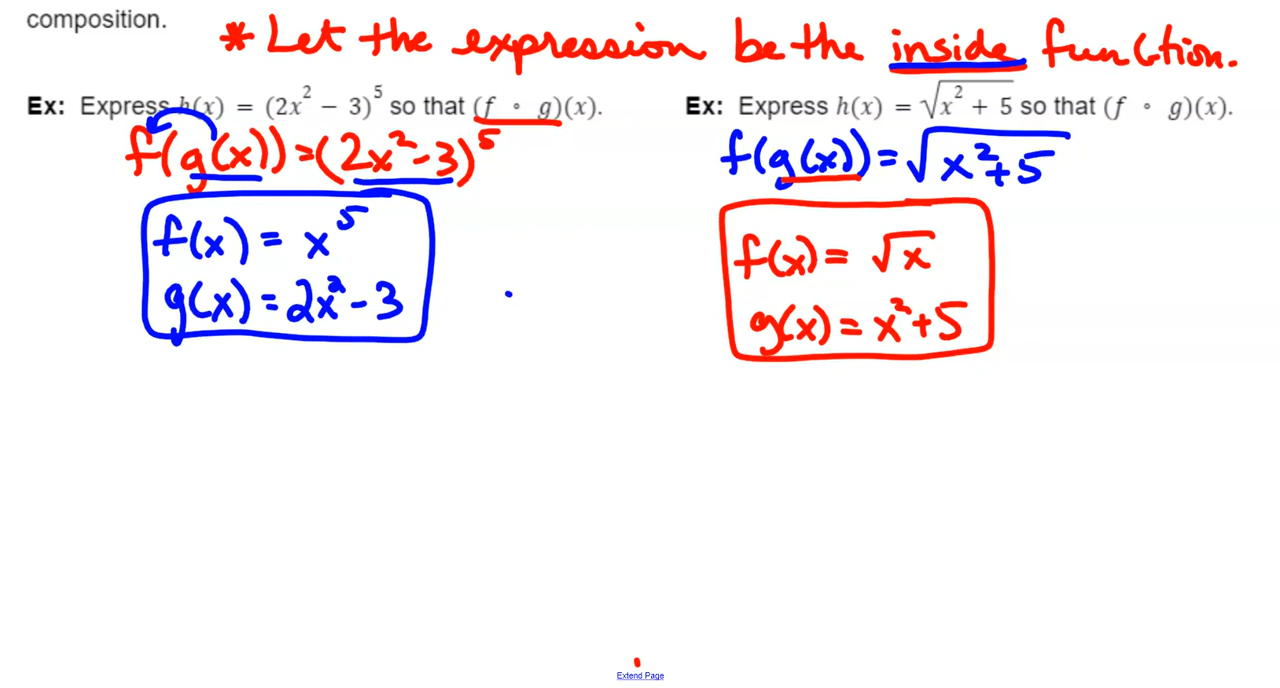 composition.
* Let the expression be the inside function.
Ex: Express h(x) = (2x² − 3)⁵ so that (f ∘ g)(x).
f(g(x)) = (2x² − 3)⁵
f(x) = x⁵
g(x) = 2x² − 3
Ex: Express h(x) = √(x² + 5) so that (f ∘ g)(x).
f(g(x)) = √(x² + 5)
f(x) = √x
g(x) = x² + 5
Extend Page